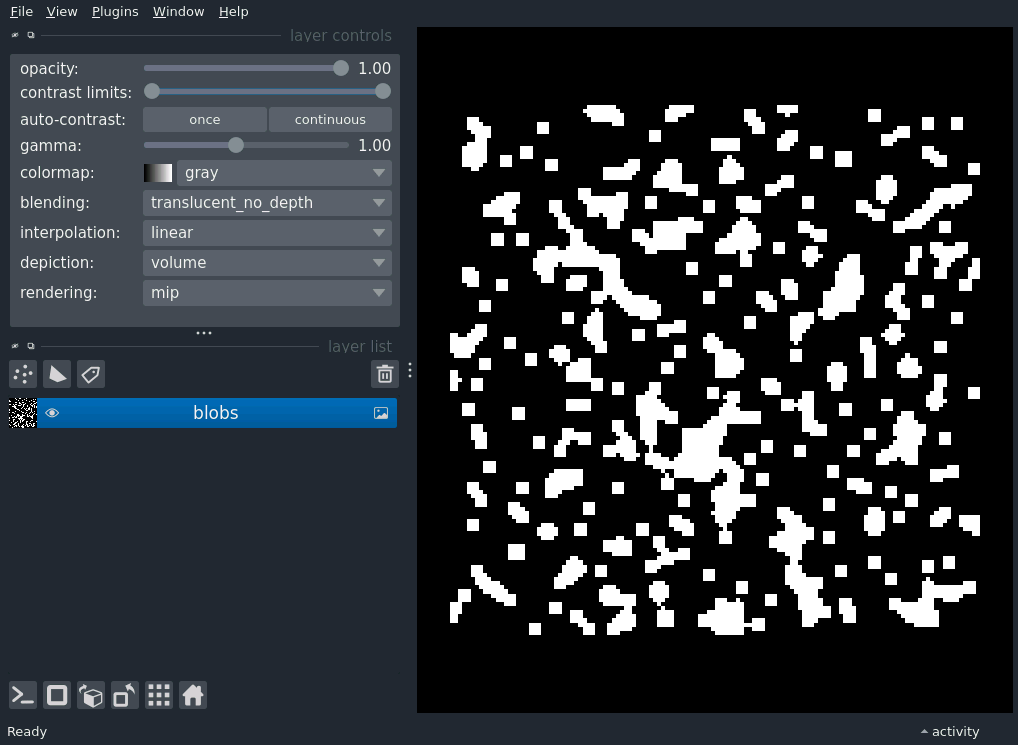 File View Plugins Window Help
layer controls
opacity: 1.00
contrast limits:
auto-contrast: once continuous
gamma: 1.00
colormap: gray
blending: translucent_no_depth
interpolation: linear
depiction: volume
rendering: mip
layer list
blobs
Ready activity